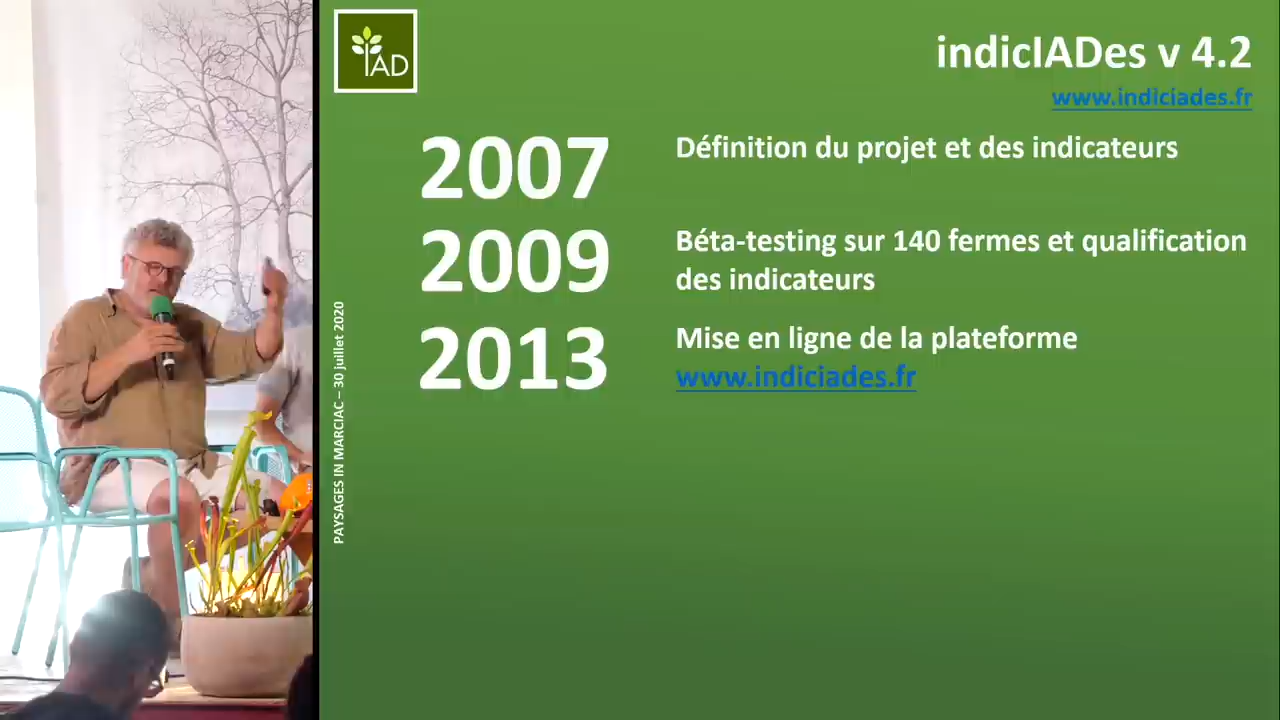 IAD
indicIADes v 4.2
www.indiciades.fr
2007
Définition du projet et des indicateurs
2009
Béta-testing sur 140 fermes et qualification
des indicateurs
2013
Mise en ligne de la plateforme
www.indiciades.fr
PAYSAGES IN MARCIAC – 30 juillet 2020